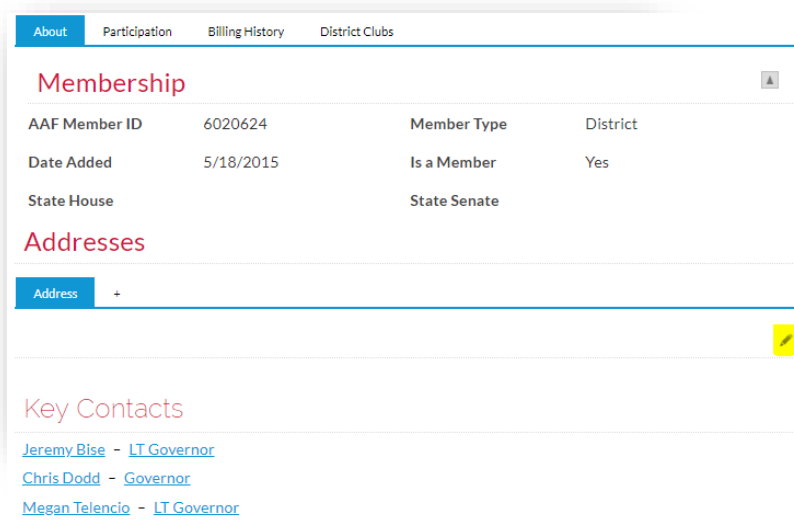 About Participation Billing History District Clubs
Membership
AAF Member ID 6020624 Member Type District
Date Added 5/18/2015 Is a Member Yes
State House State Senate
Addresses
Address +
Key Contacts
Jeremy Bise – LT Governor
Chris Dodd – Governor
Megan Telencio – LT Governor